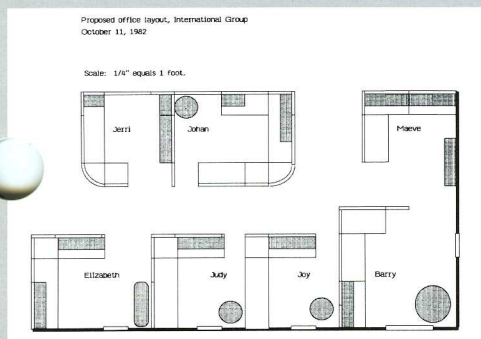 Proposed office layout, International Group
October 11, 1982
Scale: 1/4" equals 1 foot.
Jerri Johan Maeve
Elizabeth Judy Joy Barry